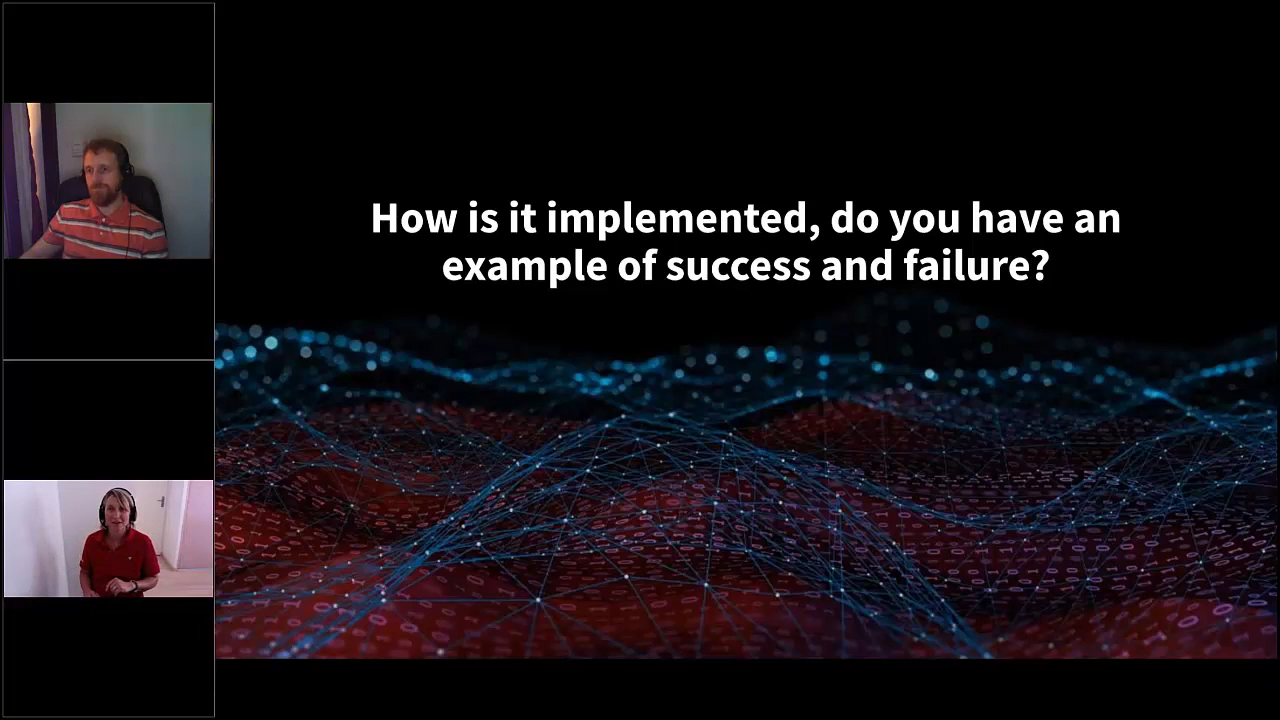 How is it implemented, do you have an
example of success and failure?